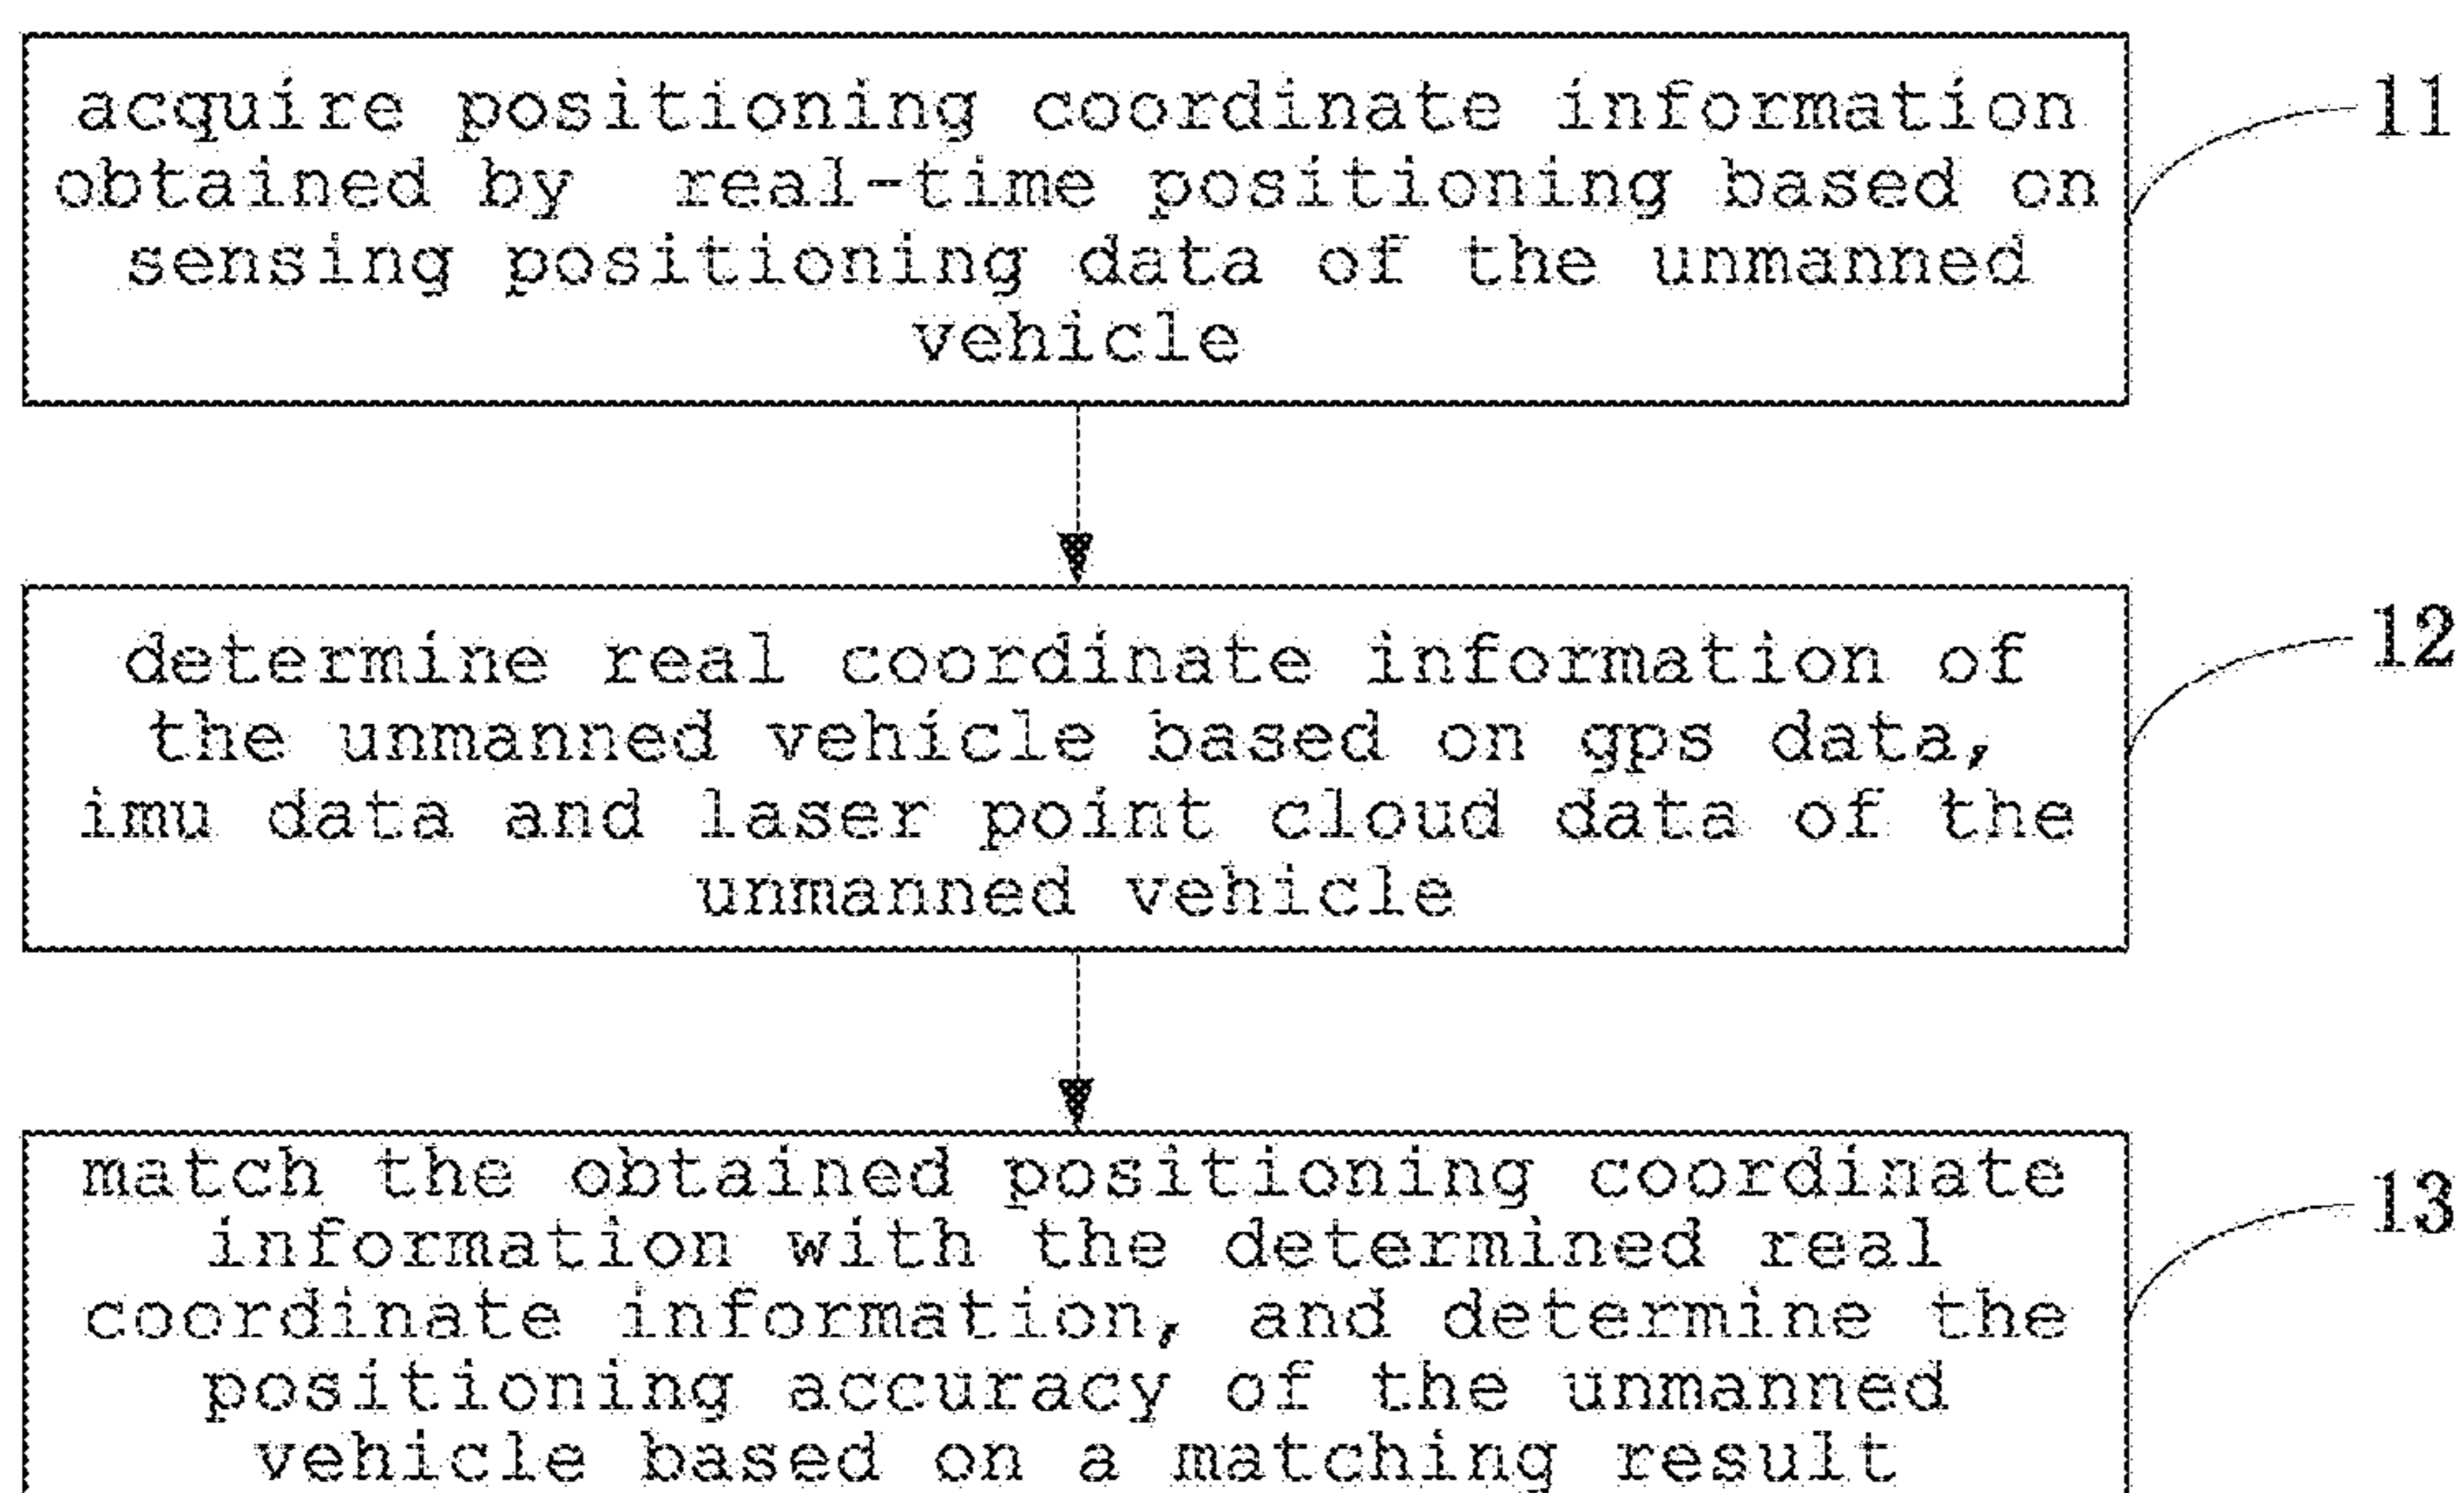 acquire positioning coordinate information
obtained by real-time positioning based on
sensing positioning data of the unmanned
vehicle
11
determine real coordinate information of
the unmanned vehicle based on gps data,
imu data and laser point cloud data of the
unmanned vehicle
12
match the obtained positioning coordinate
information with the determined real
coordinate information, and determine the
positioning accuracy of the unmanned
vehicle based on a matching result
13